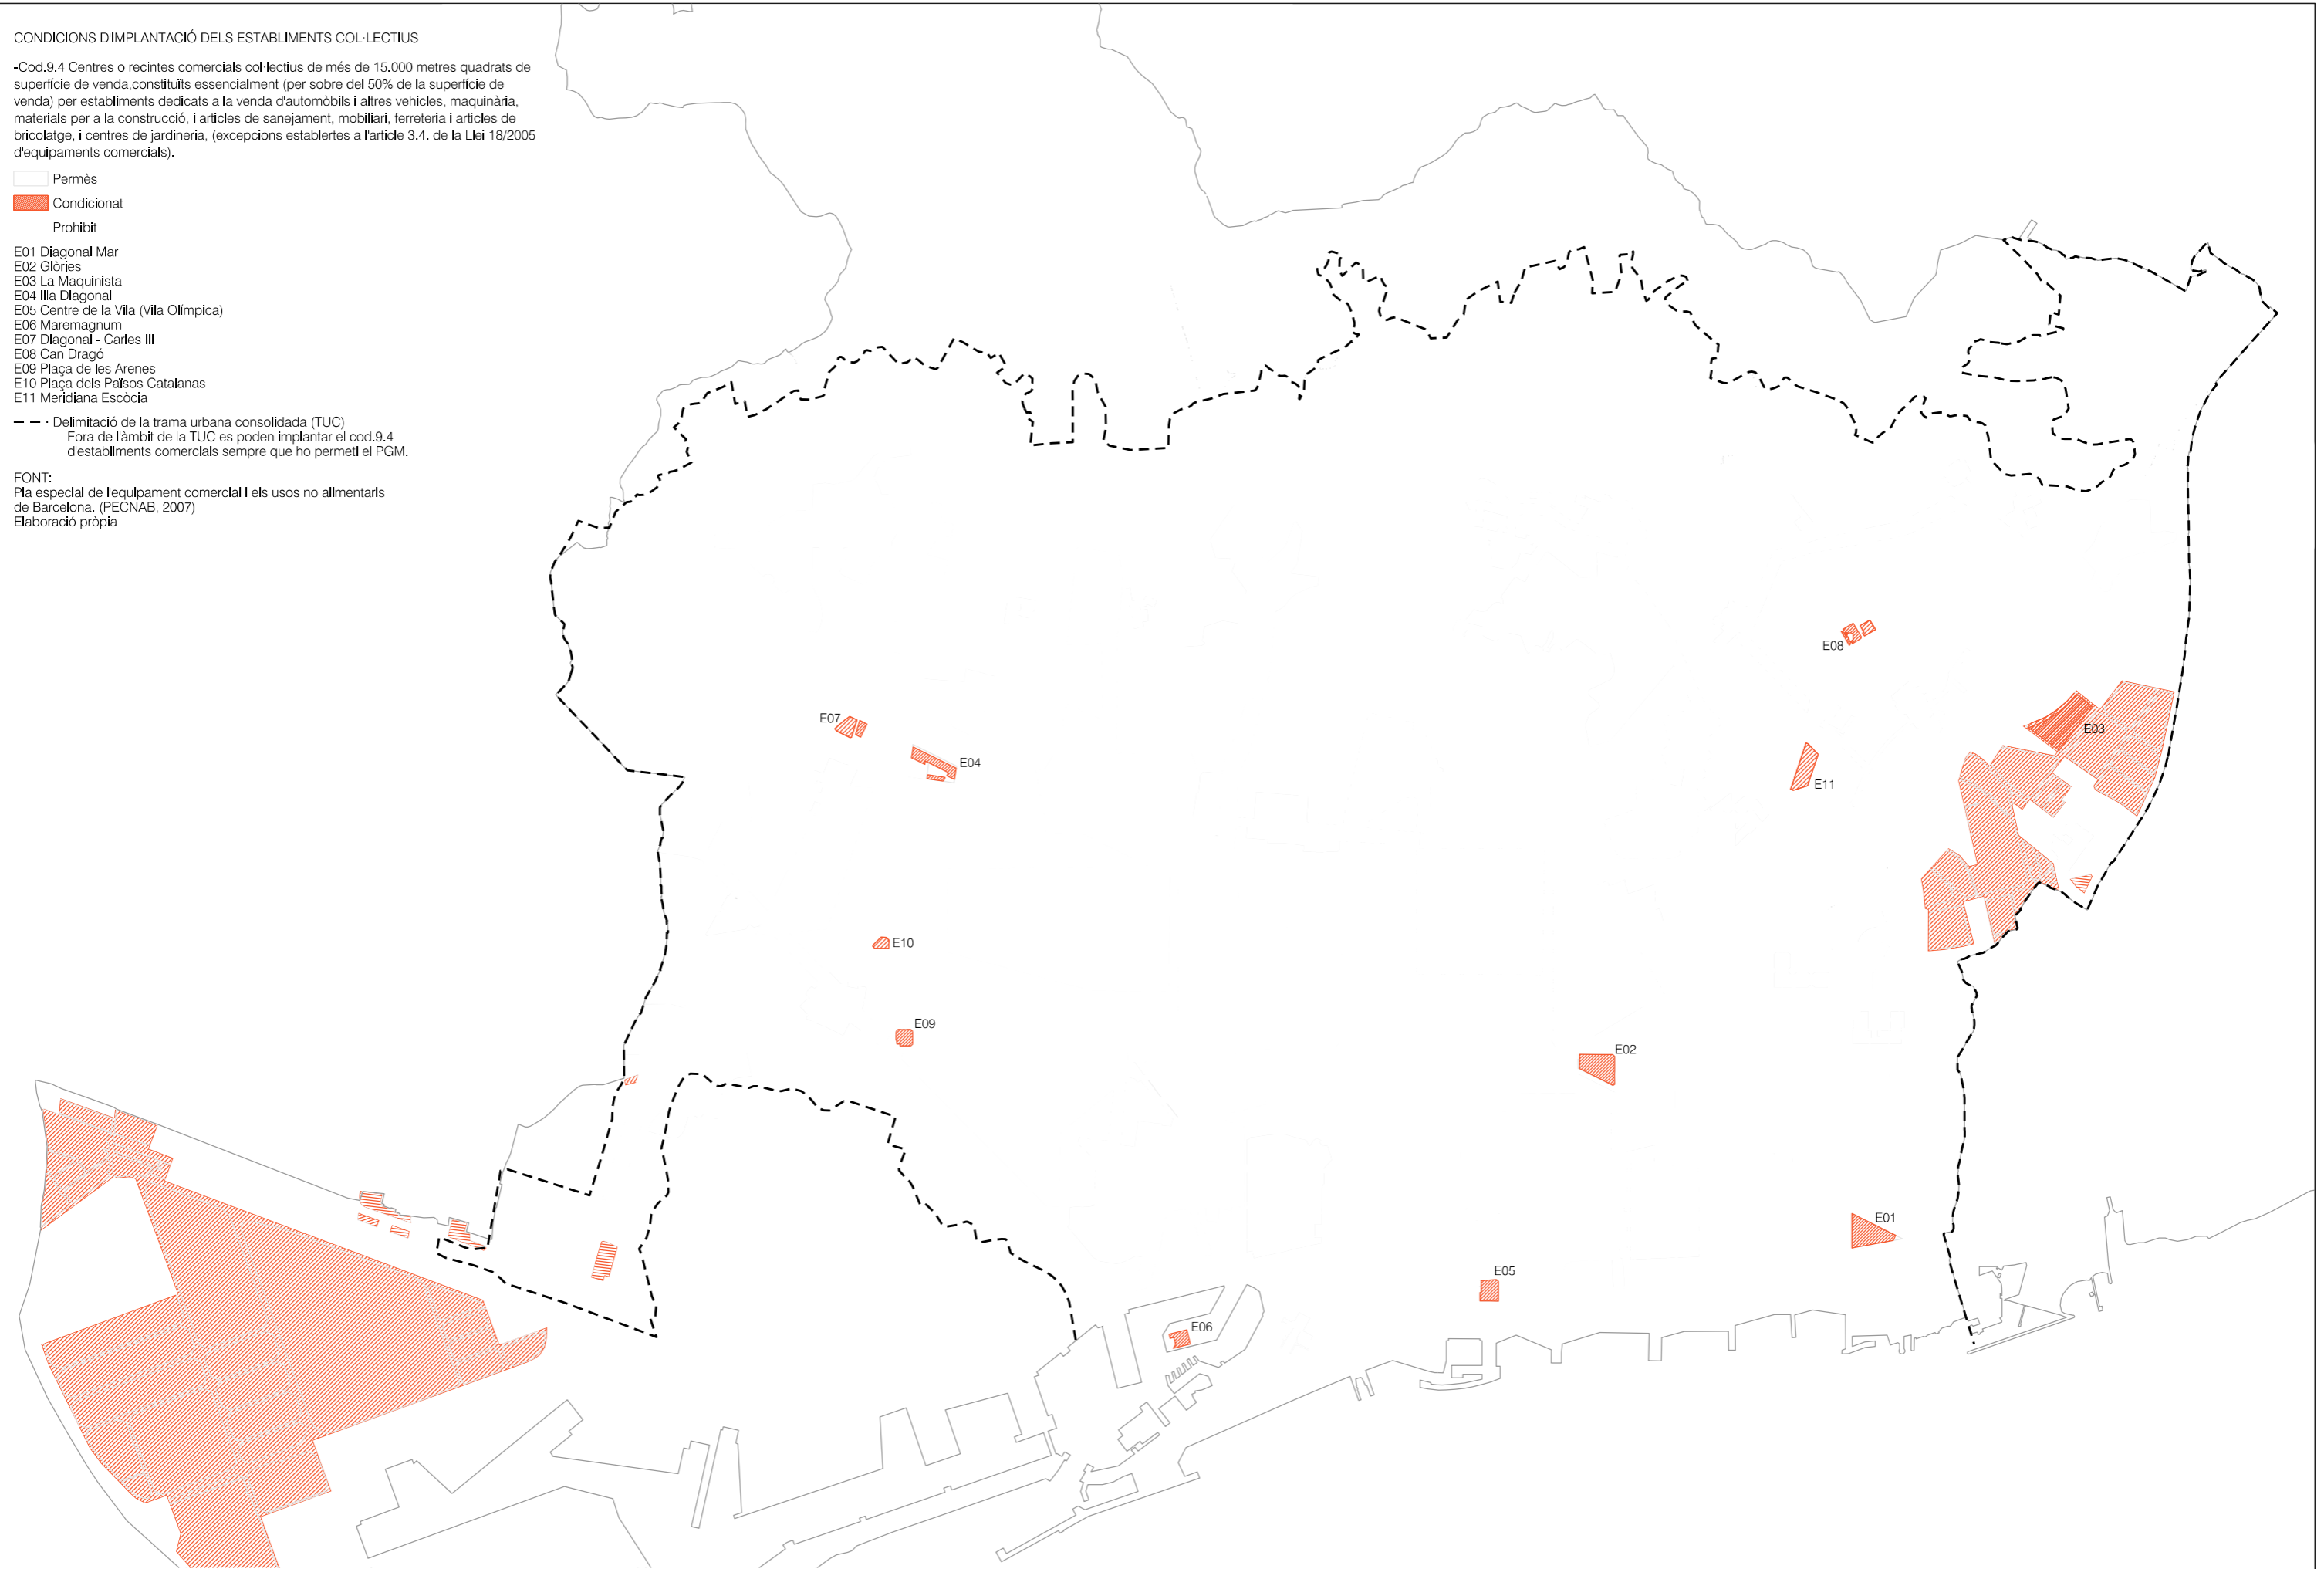 CONDICIONS D'IMPLANTACIÓ DELS ESTABLIMENTS COL·LECTIUS
-Cod.9.4 Centres o recintes comercials col·lectius de més de 15.000 metres quadrats de
superfície de venda,constituïts essencialment (per sobre del 50% de la superfície de
venda) per establiments dedicats a la venda d'automòbils i altres vehicles, maquinària,
materials per a la construcció, i articles de sanejament, mobiliari, ferreteria i articles de
bricolatge, i centres de jardineria, (excepcions establertes a l'article 3.4. de la Llei 18/2005
d'equipaments comercials).
Permès
Condicionat
Prohibit
E01 Diagonal Mar
E02 Glòries
E03 La Maquinista
E04 Illa Diagonal
E05 Centre de la Vila (Vila Olímpica)
E06 Maremagnum
E07 Diagonal - Carles III
E08 Can Dragó
E09 Plaça de les Arenes
E10 Plaça dels Països Catalanas
E11 Meridiana Escòcia
Delimitació de la trama urbana consolidada (TUC)
Fora de l'àmbit de la TUC es poden implantar el cod.9.4
d'establiments comercials sempre que ho permeti el PGM.
FONT:
Pla especial de l'equipament comercial i els usos no alimentaris
de Barcelona. (PECNAB, 2007)
Elaboració pròpia
E08
E07
E03
E04
E11
E10
E09
E02
E01
E05
E06